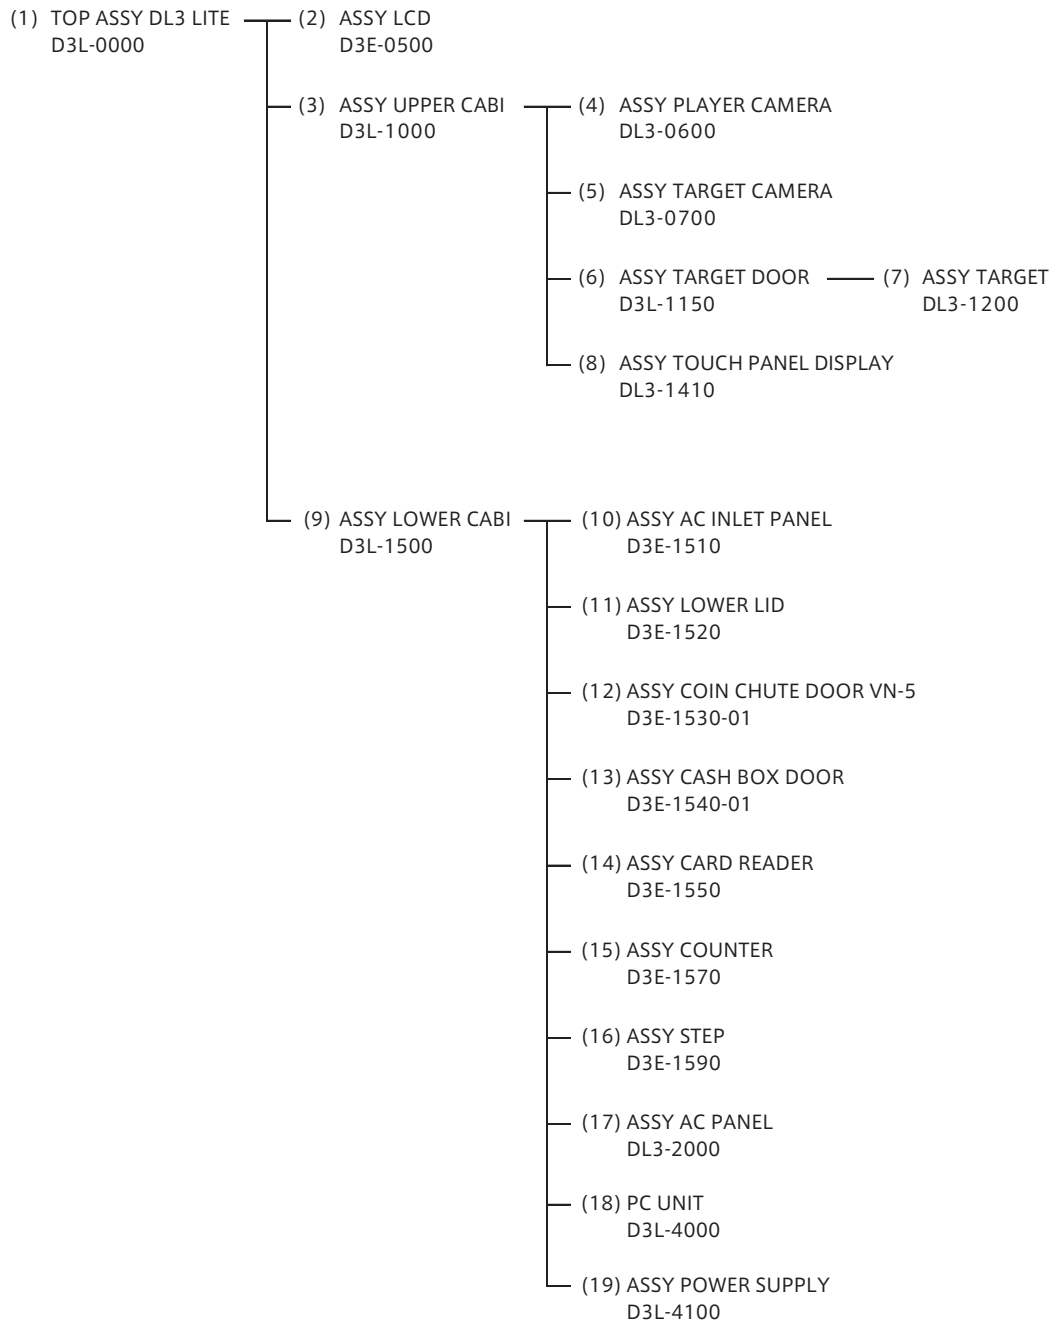 (1) TOP ASSY DL3 LITE
D3L-0000
(2) ASSY LCD
D3E-0500
(3) ASSY UPPER CABI
D3L-1000
(4) ASSY PLAYER CAMERA
DL3-0600
(5) ASSY TARGET CAMERA
DL3-0700
(6) ASSY TARGET DOOR
D3L-1150
(7) ASSY TARGET
DL3-1200
(8) ASSY TOUCH PANEL DISPLAY
DL3-1410
(9) ASSY LOWER CABI
D3L-1500
(10) ASSY AC INLET PANEL
D3E-1510
(11) ASSY LOWER LID
D3E-1520
(12) ASSY COIN CHUTE DOOR VN-5
D3E-1530-01
(13) ASSY CASH BOX DOOR
D3E-1540-01
(14) ASSY CARD READER
D3E-1550
(15) ASSY COUNTER
D3E-1570
(16) ASSY STEP
D3E-1590
(17) ASSY AC PANEL
DL3-2000
(18) PC UNIT
D3L-4000
(19) ASSY POWER SUPPLY
D3L-4100